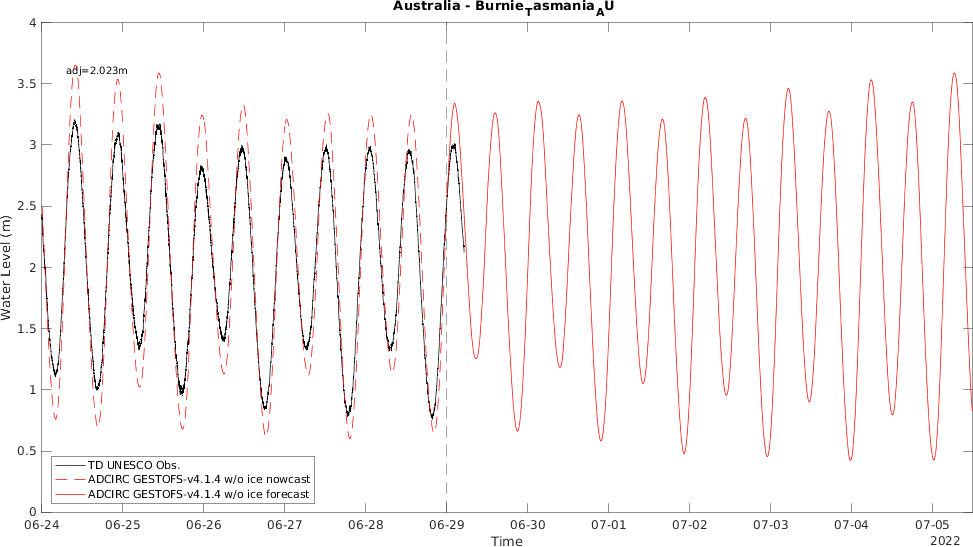 Australia - Burnie_Tasmania_AU
adj=2.023m
4
3.5
3
2.5
2
1.5
1
0.5
0
Water Level (m)
TD UNESCO Obs.
ADCIRC GESTOFS-v4.1.4 w/o ice nowcast
ADCIRC GESTOFS-v4.1.4 w/o ice forecast
06-24 06-25 06-26 06-27 06-28 06-29 06-30 07-01 07-02 07-03 07-04 07-05
Time
2022